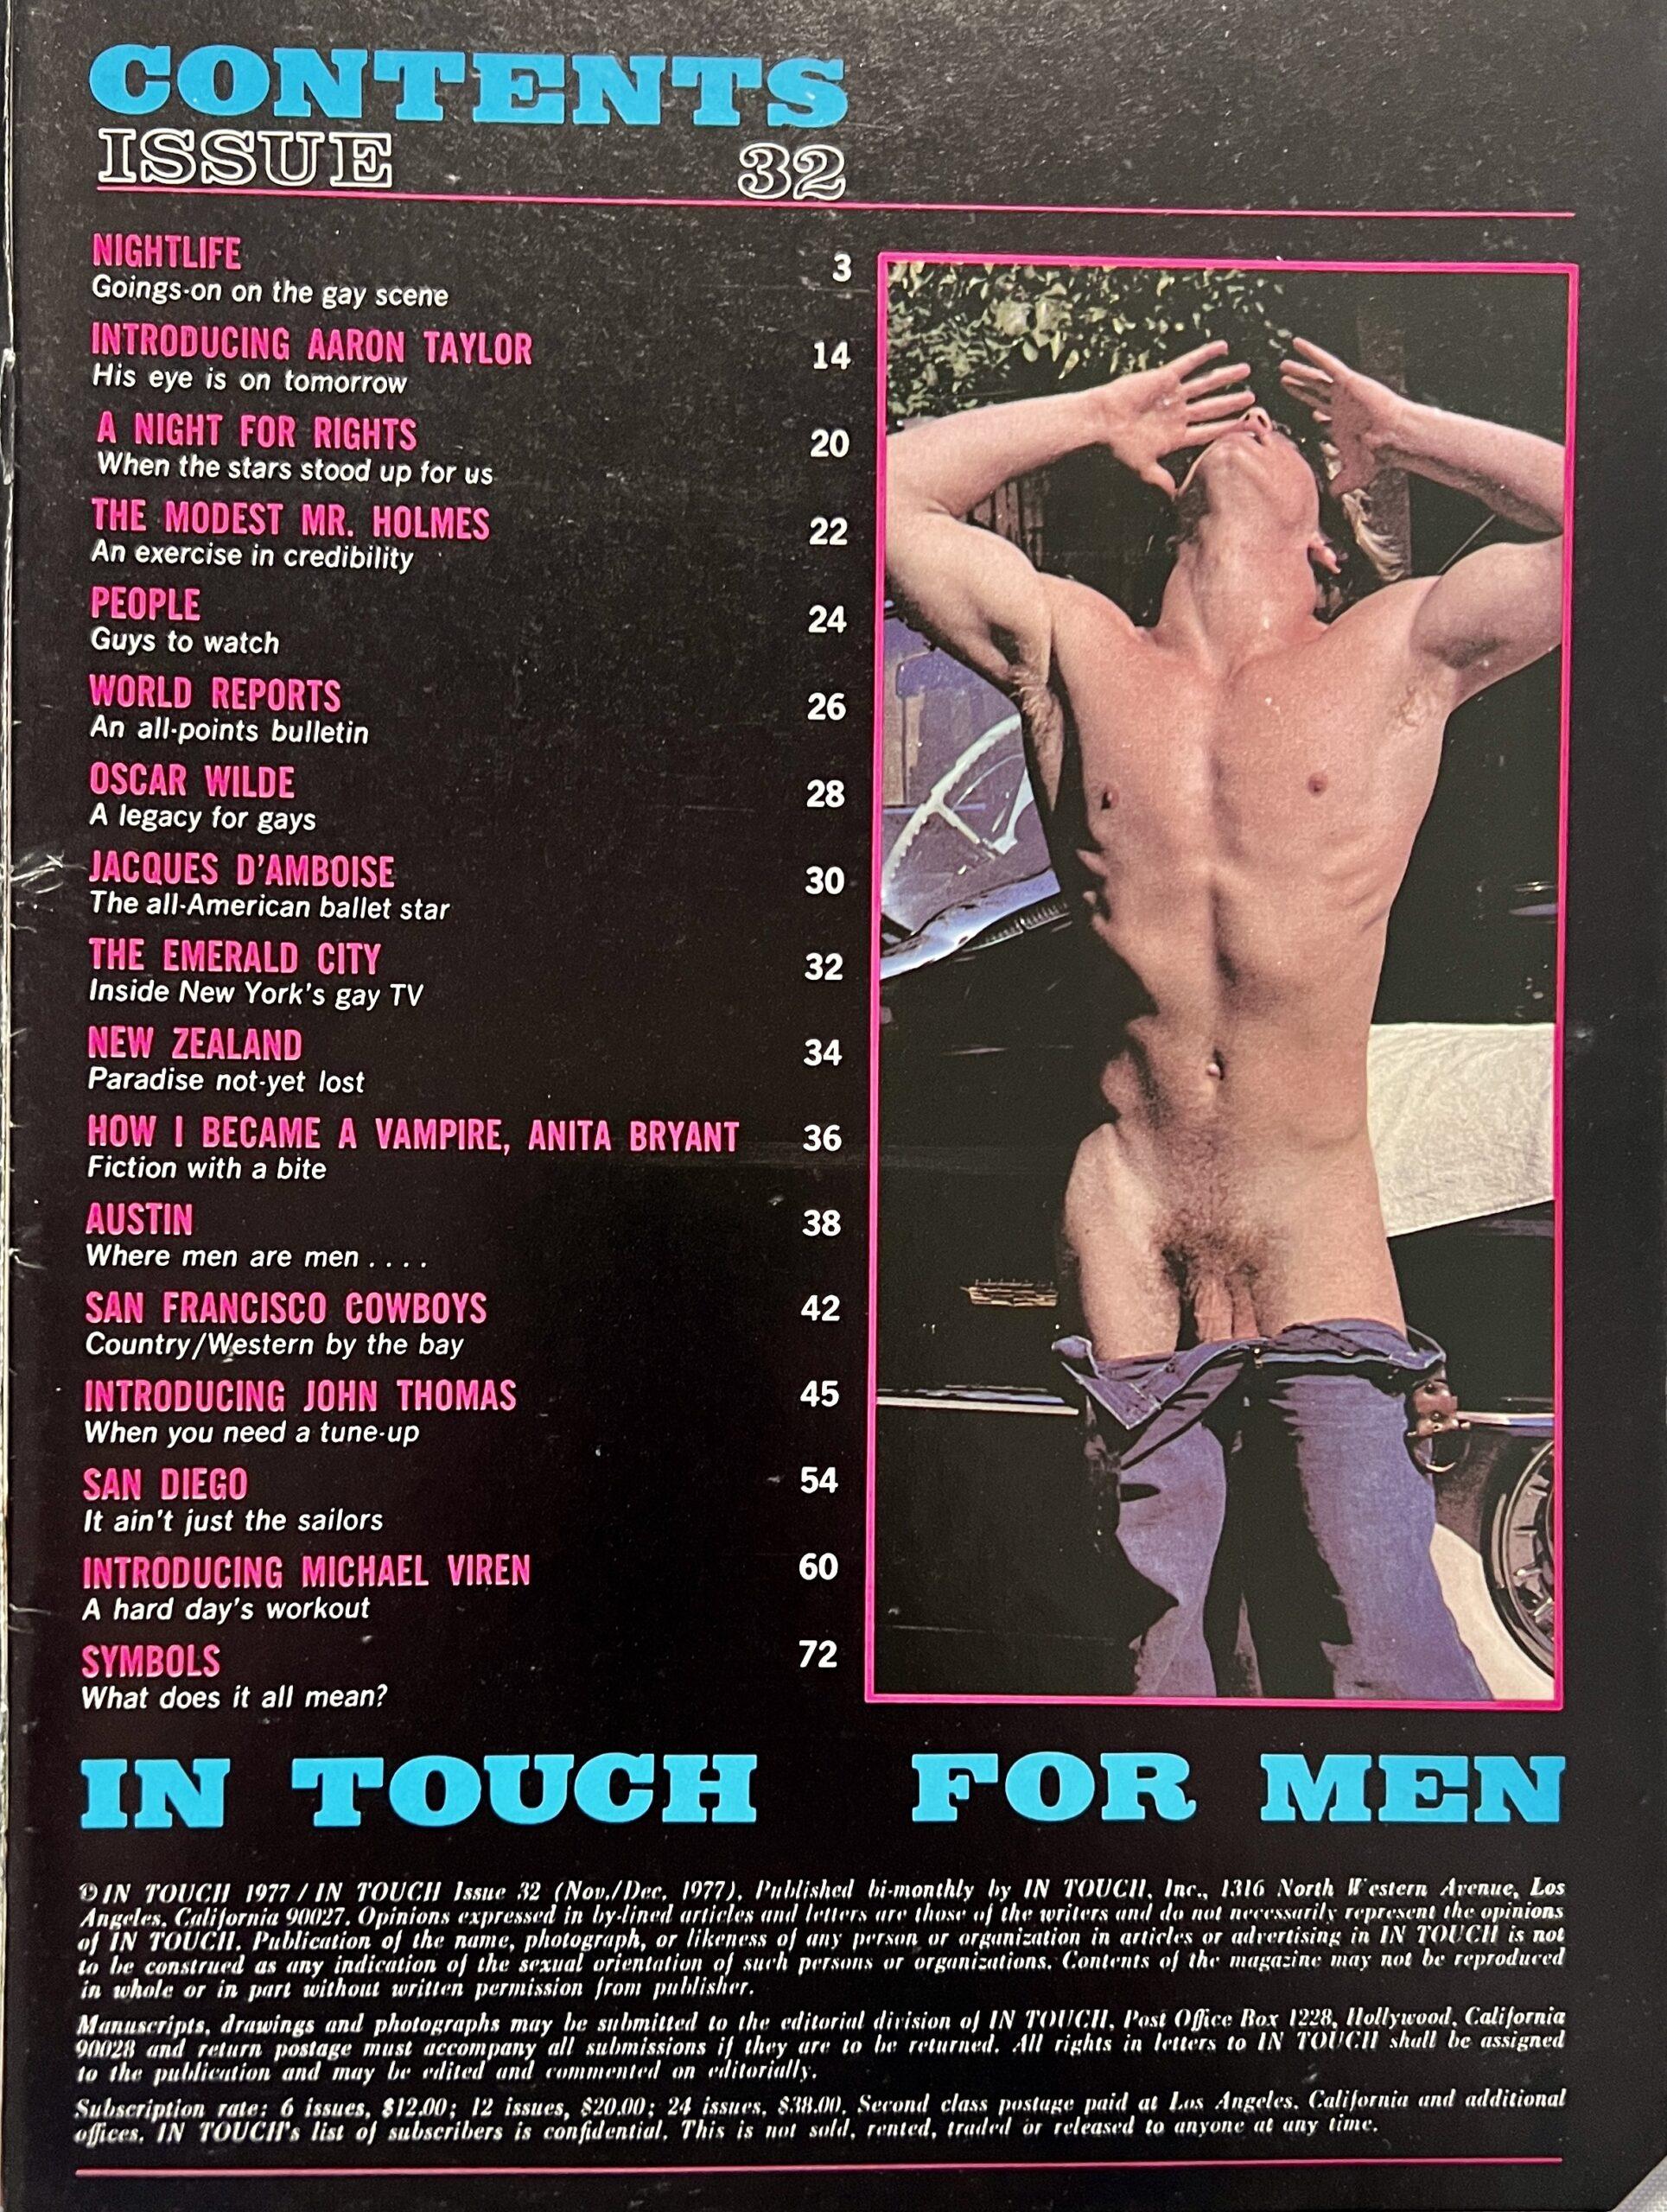 CONTENTS
ISSUE 32
NIGHTLIFE 3
Goings-on on the gay scene
INTRODUCING AARON TAYLOR 14
His eye is on tomorrow
A NIGHT FOR RIGHTS 20
When the stars stood up for us
THE MODEST MR. HOLMES 22
An exercise in credibility
PEOPLE 24
Guys to watch
WORLD REPORTS 26
An all-points bulletin
OSCAR WILDE 28
A legacy for gays
JACQUES D'AMBOISE 30
The all-American ballet star
THE EMERALD CITY 32
Inside New York's gay TV
NEW ZEALAND 34
Paradise not-yet lost
HOW I BECAME A VAMPIRE, ANITA BRYANT 36
Fiction with a bite
AUSTIN 38
Where men are men . . . .
SAN FRANCISCO COWBOYS 42
Country/Western by the bay
INTRODUCING JOHN THOMAS 45
When you need a tune-up
SAN DIEGO 54
It ain't just the sailors
INTRODUCING MICHAEL VIREN 60
A hard day's workout
SYMBOLS 72
What does it all mean?
IN TOUCH FOR MEN
©IN TOUCH 1977 / IN TOUCH Issue 32 (Nov./Dec. 1977). Published bi-monthly by IN TOUCH, Inc., 1316 North Western Avenue, Los
Angeles, California 90027. Opinions expressed in by-lined articles and letters are those of the writers and do not necessarily represent the opinions
of IN TOUCH. Publication of the name, photograph, or likeness of any person or organization in articles or advertising in IN TOUCH is not
to be construed as any indication of the sexual orientation of such persons or organizations. Contents of the magazine may not be reproduced
in whole or in part without written permission from publisher.
Manuscripts, drawings and photographs may be submitted to the editorial division of IN TOUCH, Post Office Box 1228, Hollywood, California
90028 and return postage must accompany all submissions if they are to be returned. All rights in letters to IN TOUCH shall be assigned
to the publication and may be edited and commented on editorially.
Subscription rate: 6 issues, $12.00; 12 issues, $20.00; 24 issues, $38.00. Second class postage paid at Los Angeles, California and additional
offices. IN TOUCH's list of subscribers is confidential. This is not sold, rented, traded or released to anyone at any time.